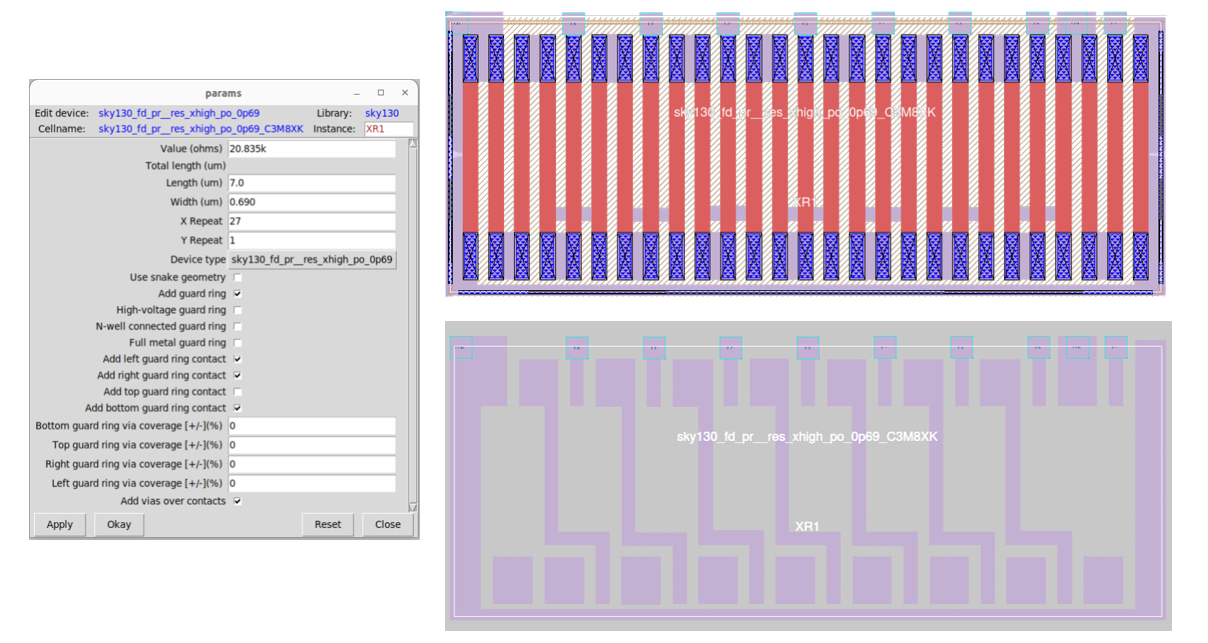 params
Edit device: sky130_fd_pr__res_xhigh_po_0p69 Library: sky130
Cellname: sky130_fd_pr__res_xhigh_po_0p69_C3M8XK Instance: XR1
Value (ohms) 20.835k
Total length (um)
Length (um) 7.0
Width (um) 0.690
X Repeat 27
Y Repeat 1
Device type sky130_fd_pr__res_xhigh_po_0p69
Use snake geometry
Add guard ring
High-voltage guard ring
N-well connected guard ring
Full metal guard ring
Add left guard ring contact
Add right guard ring contact
Add top guard ring contact
Add bottom guard ring contact
Bottom guard ring via coverage [+/-](%) 0
Top guard ring via coverage [+/-](%) 0
Right guard ring via coverage [+/-](%) 0
Left guard ring via coverage [+/-](%) 0
Add vias over contacts
Apply Okay Reset Close
sky130_fd_pr__res_xhigh_po_0p69_C3M8XK
XR1
sky130_fd_pr__res_xhigh_po_0p69_C3M8XK
XR1